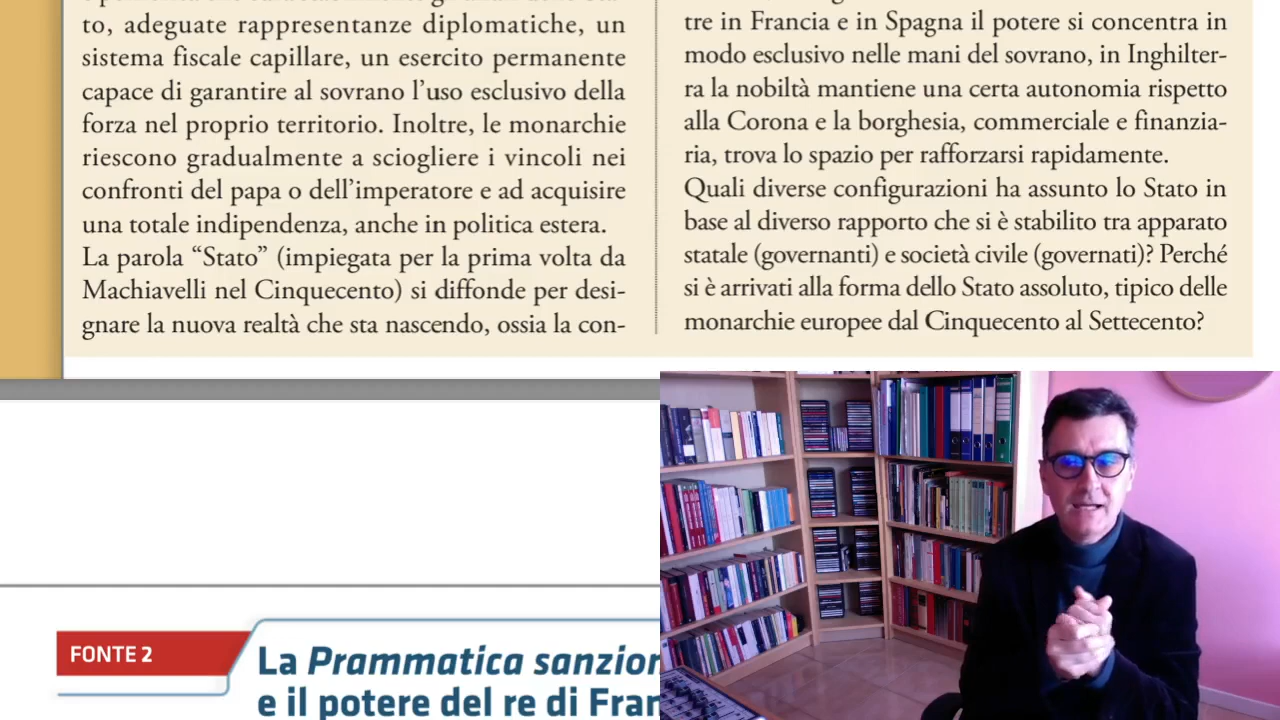 to, adeguate rappresentanze diplomatiche, un
sistema fiscale capillare, un esercito permanente
capace di garantire al sovrano l’uso esclusivo della
forza nel proprio territorio. Inoltre, le monarchie
riescono gradualmente a sciogliere i vincoli nei
confronti del papa o dell’imperatore e ad acquisire
una totale indipendenza, anche in politica estera.
La parola “Stato” (impiegata per la prima volta da
Machiavelli nel Cinquecento) si diffonde per desi-
gnare la nuova realtà che sta nascendo, ossia la con-
tre in Francia e in Spagna il potere si concentra in
modo esclusivo nelle mani del sovrano, in Inghilter-
ra la nobiltà mantiene una certa autonomia rispetto
alla Corona e la borghesia, commerciale e finanzia-
ria, trova lo spazio per rafforzarsi rapidamente.
Quali diverse configurazioni ha assunto lo Stato in
base al diverso rapporto che si è stabilito tra apparato
statale (governanti) e società civile (governati)? Perché
si è arrivati alla forma dello Stato assoluto, tipico delle
monarchie europee dal Cinquecento al Settecento?
FONTE 2
La Prammatica sanzion
e il potere del re di Fran